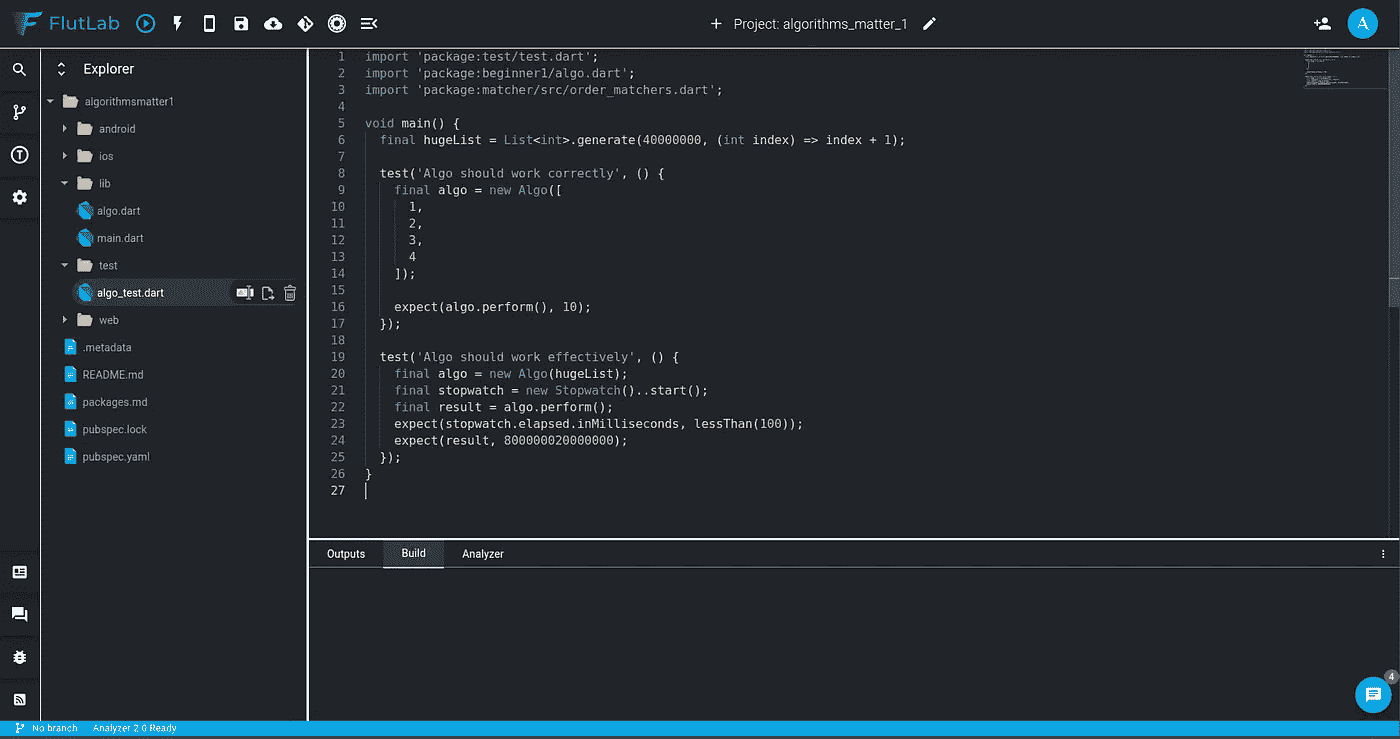 FlutLab
Project: algorithms_matter_1
A
Explorer
algorithmsmatter1
android
ios
lib
algo.dart
main.dart
test
algo_test.dart
web
.metadata
README.md
packages.md
pubspec.lock
pubspec.yaml
1 import 'package:test/test.dart';
2 import 'package:beginner1/algo.dart';
3 import 'package:matcher/src/order_matchers.dart';
4
5 void main() {
6 final hugeList = List<int>.generate(40000000, (int index) => index + 1);
7
8 test('Algo should work correctly', () {
9 final algo = new Algo([
10 1,
11 2,
12 3,
13 4
14 ]);
15
16 expect(algo.perform(), 10);
17 });
18
19 test('Algo should work effectively', () {
20 final algo = new Algo(hugeList);
21 final stopwatch = new Stopwatch()..start();
22 final result = algo.perform();
23 expect(stopwatch.elapsed.inMilliseconds, lessThan(100));
24 expect(result, 800000020000000);
25 });
26 }
27
Outputs Build Analyzer
4
No branch Analyzer 2.0 Ready